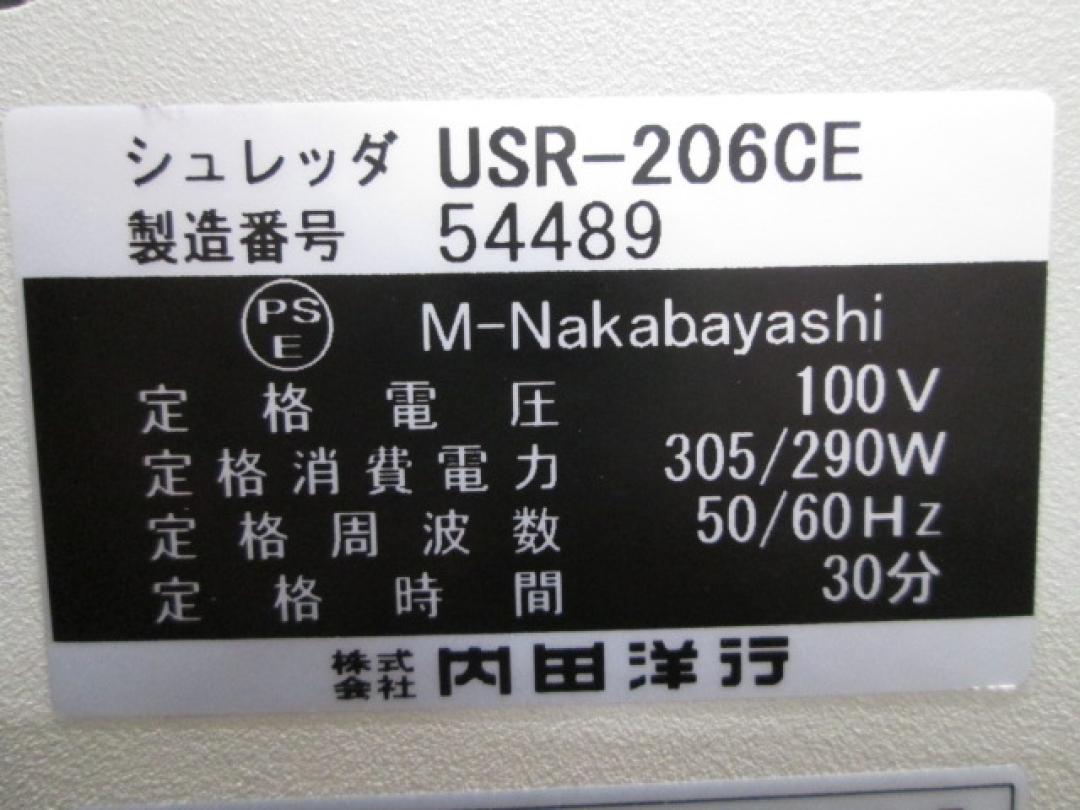 シュレッダ USR-206CE
製造番号 54489
PS
E
M-Nakabayashi
定格電圧 100V
定格消費電力 305/290W
定格周波数 50/60Hz
定格時間 30分
株式会社 内田洋行